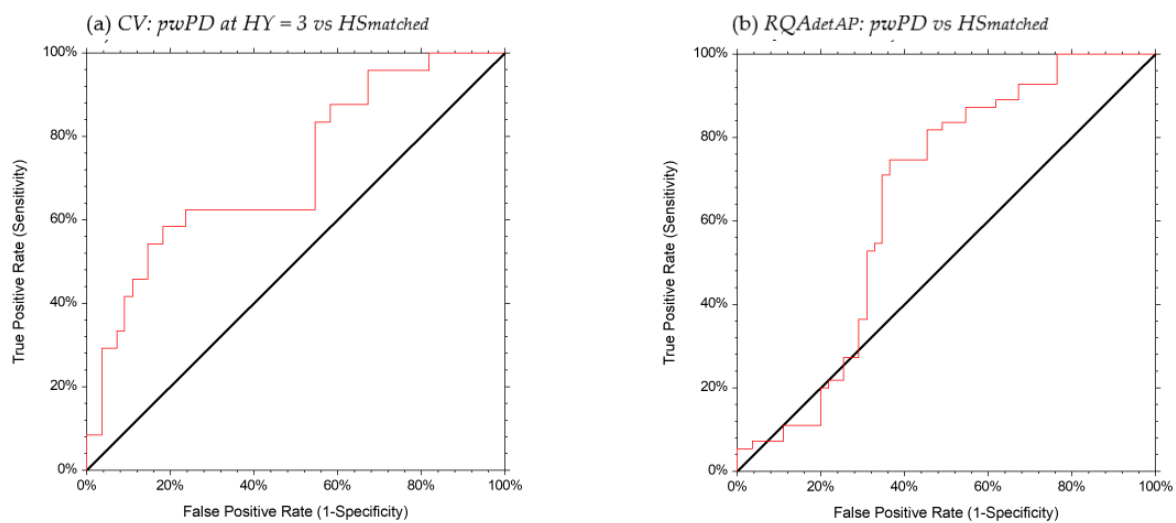 (a) CV: pwPD at HY = 3 vs HSmatched
100%
80%
60%
40%
20%
0%
True Positive Rate (Sensitivity)
0% 20% 40% 60% 80% 100%
False Positive Rate (1-Specificity)
(b) RQAdetAP: pwPD vs HSmatched
100%
80%
60%
40%
20%
0%
True Positive Rate (Sensitivity)
0% 20% 40% 60% 80% 100%
False Positive Rate (1-Specificity)